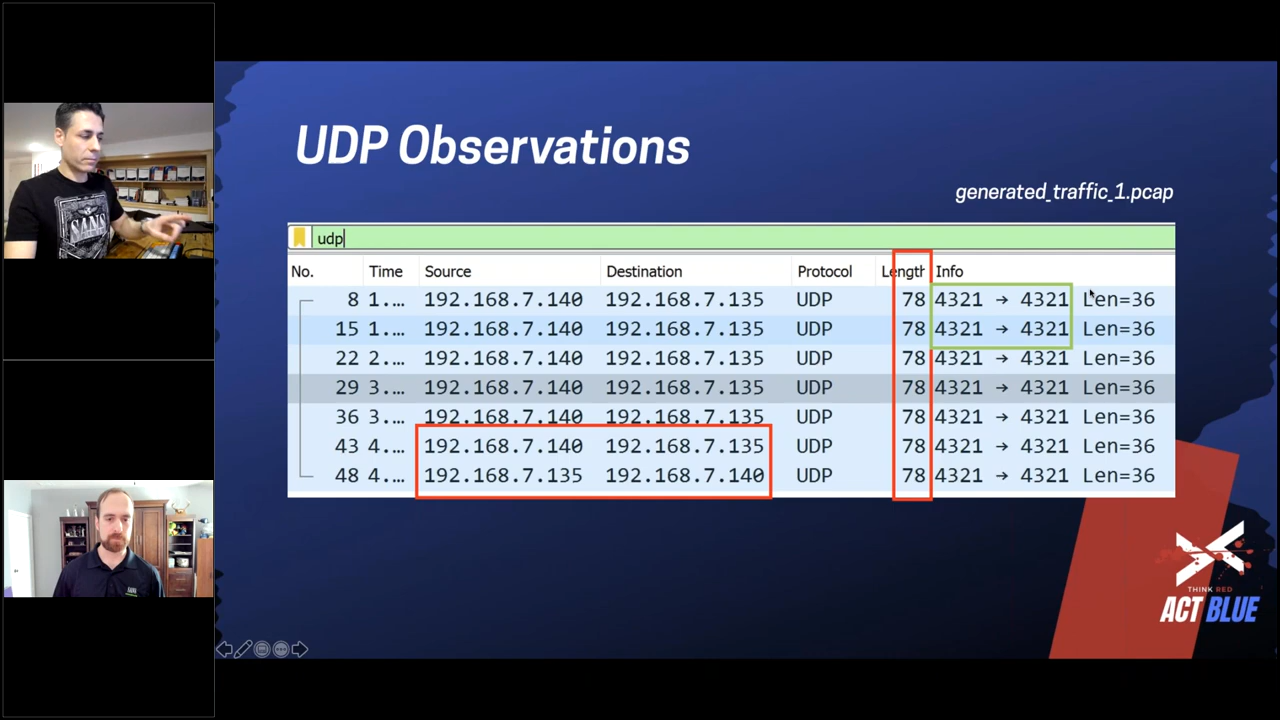 UDP Observations
generated_traffic_1.pcap
udp
No. Time Source Destination Protocol Length Info
8 1.… 192.168.7.140 192.168.7.135 UDP 78 4321 → 4321 Len=36
15 1.… 192.168.7.140 192.168.7.135 UDP 78 4321 → 4321 Len=36
22 2.… 192.168.7.140 192.168.7.135 UDP 78 4321 → 4321 Len=36
29 3.… 192.168.7.140 192.168.7.135 UDP 78 4321 → 4321 Len=36
36 3.… 192.168.7.140 192.168.7.135 UDP 78 4321 → 4321 Len=36
43 4.… 192.168.7.140 192.168.7.135 UDP 78 4321 → 4321 Len=36
48 4.… 192.168.7.135 192.168.7.140 UDP 78 4321 → 4321 Len=36
THINK RED
ACT BLUE
SANS